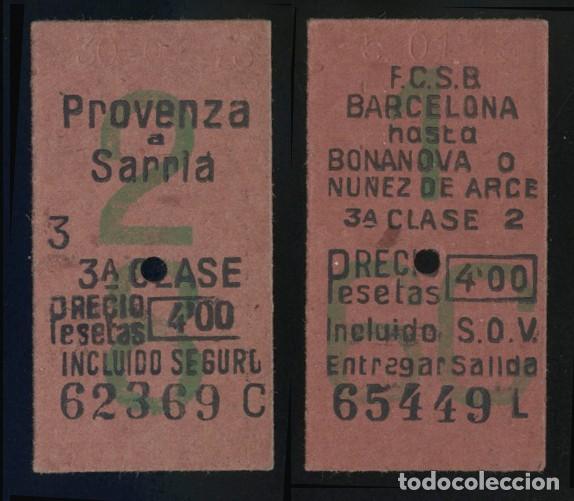 Provenza
a
Sarriá
2
3
3ª CLASE
PRECIO
Pesetas 4'00
INCLUIDO SEGURO
62369 C
F.C.S.B.
BARCELONA
hasta
BONANOVA O
NUÑEZ DE ARCE
3ª CLASE 2
PRECIO
Pesetas 4'00
Incluido S.O.V.
Entregar Salida
65449 L
todocoleccion